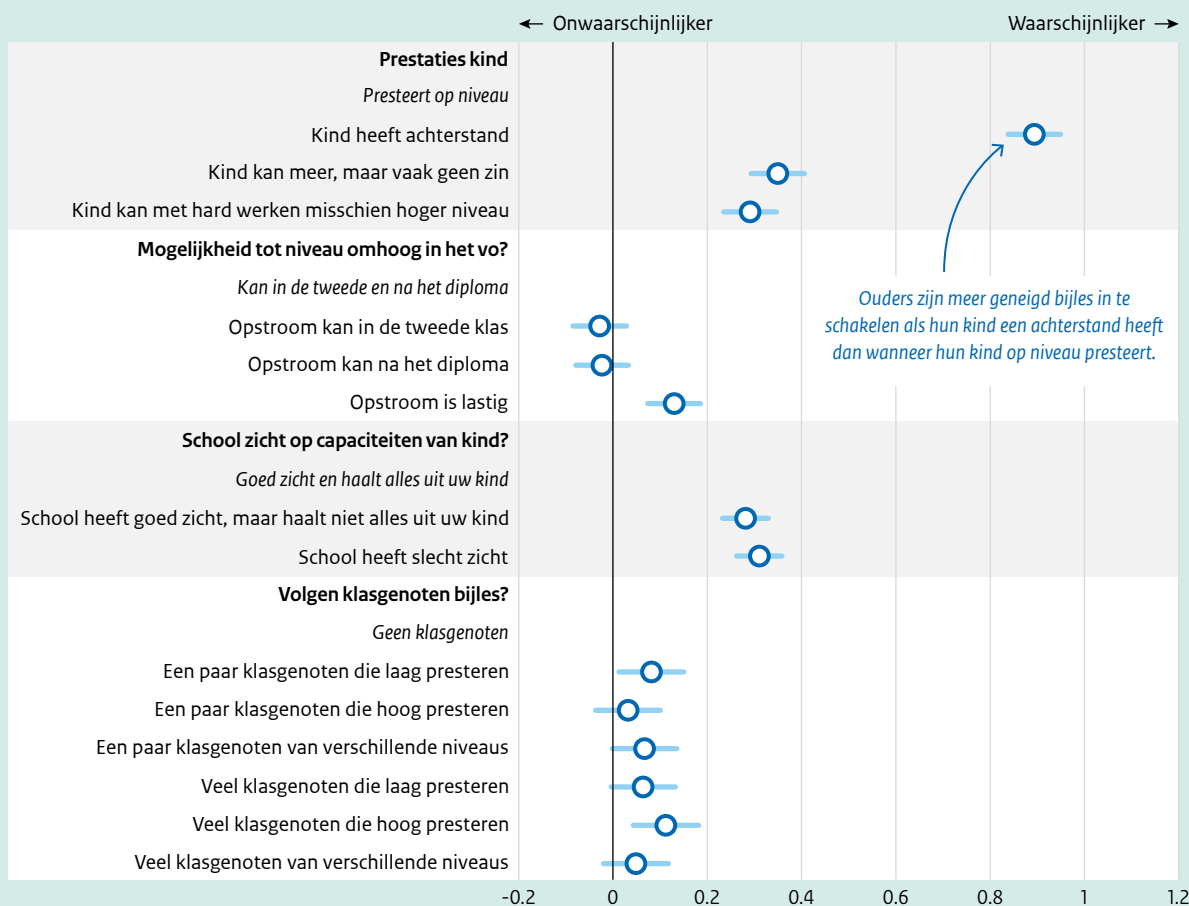 ← Onwaarschijnlijker
Waarschijnlijker →
Prestaties kind
Presteert op niveau
Kind heeft achterstand
Kind kan meer, maar vaak geen zin
Kind kan met hard werken misschien hoger niveau
Mogelijkheid tot niveau omhoog in het vo?
Kan in de tweede en na het diploma
Opstroom kan in de tweede klas
Opstroom kan na het diploma
Opstroom is lastig
Ouders zijn meer geneigd bijles in te
schakelen als hun kind een achterstand heeft
dan wanneer hun kind op niveau presteert.
School zicht op capaciteiten van kind?
Goed zicht en haalt alles uit uw kind
School heeft goed zicht, maar haalt niet alles uit uw kind
School heeft slecht zicht
Volgen klasgenoten bijles?
Geen klasgenoten
Een paar klasgenoten die laag presteren
Een paar klasgenoten die hoog presteren
Een paar klasgenoten van verschillende niveaus
Veel klasgenoten die laag presteren
Veel klasgenoten die hoog presteren
Veel klasgenoten van verschillende niveaus
-0.2 0 0.2 0.4 0.6 0.8 1 1.2